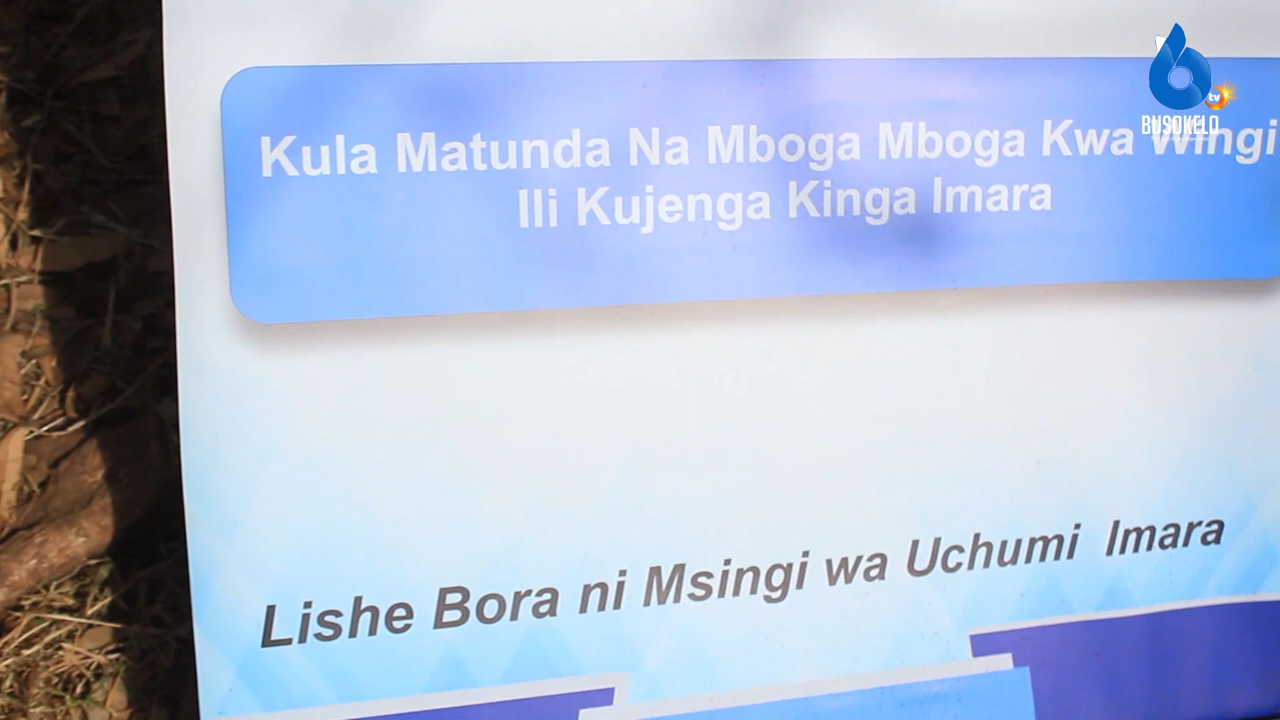 Kula Matunda Na Mboga Mboga Kwa Wingi
Ili Kujenga Kinga Imara
Lishe Bora ni Msingi wa Uchumi Imara
tv
BUSOKELO